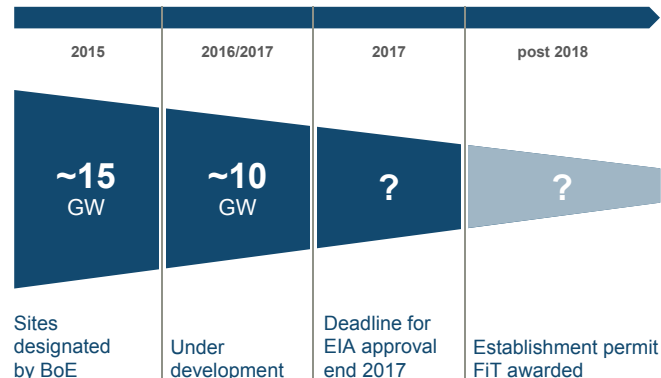 2015
2016/2017
2017
post 2018
~15
GW
~10
GW
?
?
Sites
designated
by BoE
Under
development
Deadline for
EIA approval
end 2017
Establishment permit
FiT awarded